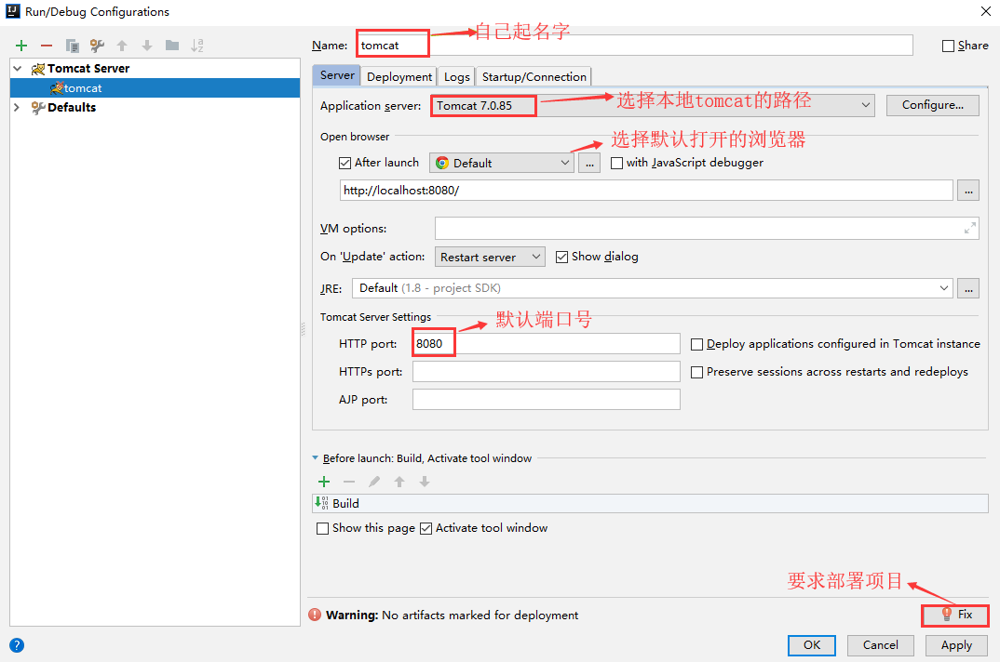 Run/Debug Configurations
Name: tomcat 自己起名字 Share
Tomcat Server
tomcat
Defaults
Server Deployment Logs Startup/Connection
Application server: Tomcat 7.0.85 选择本地tomcat的路径 Configure...
Open browser 选择默认打开的浏览器
After launch Default ... with JavaScript debugger
http://localhost:8080/ ...
VM options:
On 'Update' action: Restart server Show dialog
JRE: Default (1.8 - project SDK) ...
Tomcat Server Settings 默认端口号
HTTP port: 8080 Deploy applications configured in Tomcat instance
HTTPs port: Preserve sessions across restarts and redeploys
AJP port:
Before launch: Build, Activate tool window
Build
Show this page Activate tool window
要求部署项目
Warning: No artifacts marked for deployment Fix
? OK Cancel Apply